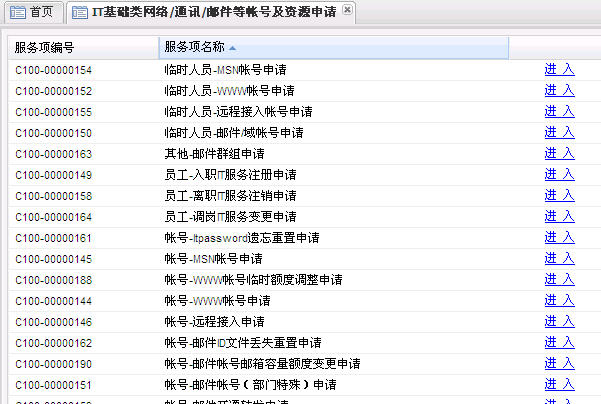 首页 IT基础类网络/通讯/邮件等帐号及资源申请
服务项编号 服务项名称
C100-00000154 临时人员-MSN帐号申请 进 入
C100-00000152 临时人员-WWW帐号申请 进 入
C100-00000155 临时人员-远程接入帐号申请 进 入
C100-00000150 临时人员-邮件/域帐号申请 进 入
C100-00000163 其他-邮件群组申请 进 入
C100-00000149 员工-入职IT服务注册申请 进 入
C100-00000158 员工-离职IT服务注销申请 进 入
C100-00000164 员工-调岗IT服务变更申请 进 入
C100-00000161 帐号-Itpassword遗忘重置申请 进 入
C100-00000145 帐号-MSN帐号申请 进 入
C100-00000188 帐号-WWW帐号临时额度调整申请 进 入
C100-00000144 帐号-WWW帐号申请 进 入
C100-00000146 帐号-远程接入申请 进 入
C100-00000162 帐号-邮件ID文件丢失重置申请 进 入
C100-00000190 帐号-邮件帐号邮箱容量额度变更申请 进 入
C100-00000151 帐号-邮件帐号（部门特殊）申请 进 入